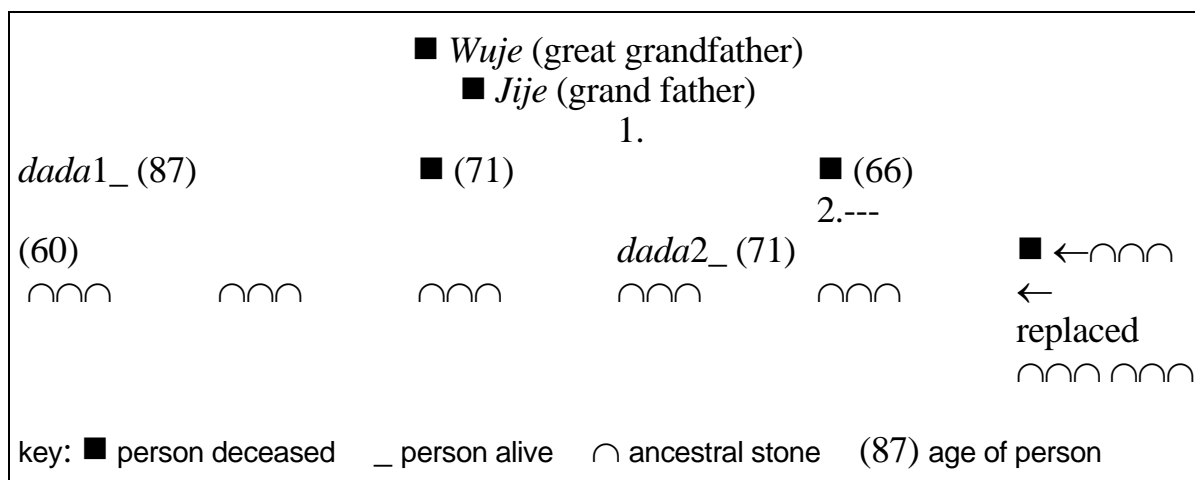 ■ Wuje (great grandfather)
■ Jije (grand father)
1.
dada1_ (87) ■ (71) ■ (66)
2.---
(60) dada2_ (71) ■ ←∩∩∩
∩∩∩ ∩∩∩ ∩∩∩ ∩∩∩ ∩∩∩ ←
replaced
∩∩∩ ∩∩∩
key: ■ person deceased _ person alive ∩ ancestral stone (87) age of person